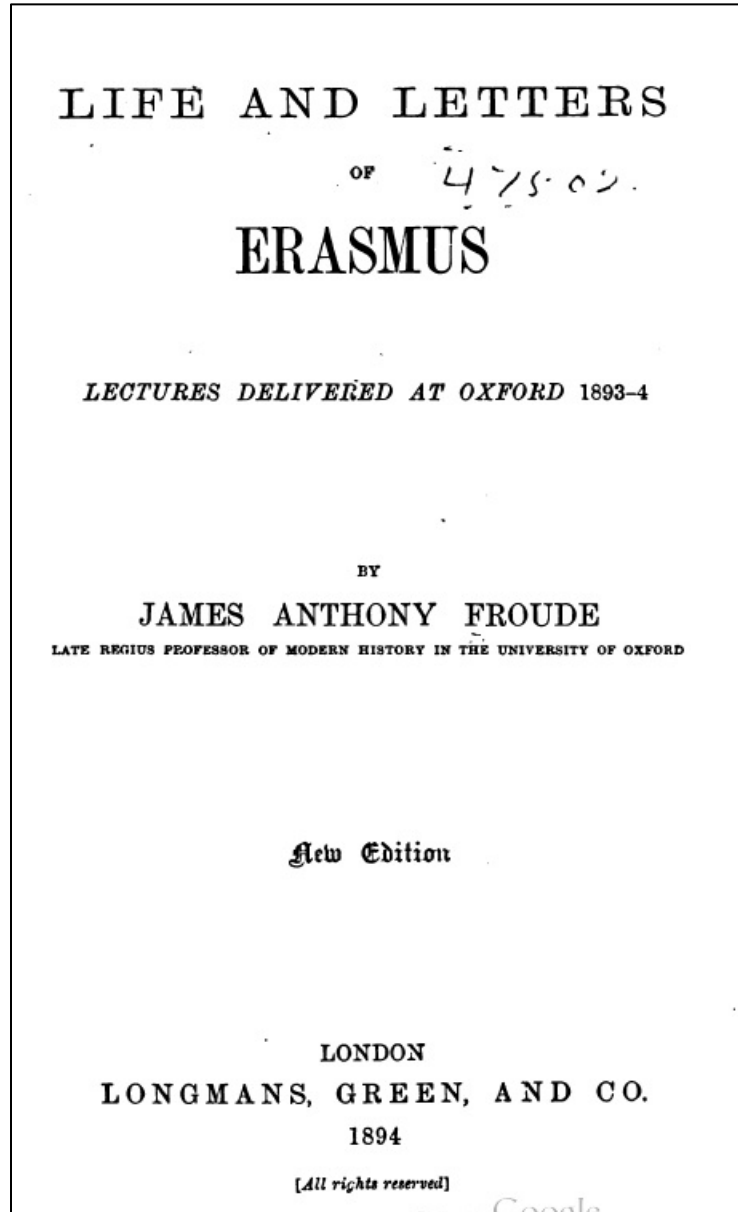 LIFE AND LETTERS
OF
ERASMUS
LECTURES DELIVERED AT OXFORD 1893–4
BY
JAMES ANTHONY FROUDE
LATE REGIUS PROFESSOR OF MODERN HISTORY IN THE UNIVERSITY OF OXFORD
New Edition
LONDON
LONGMANS, GREEN, AND CO.
1894
[All rights reserved]
Google